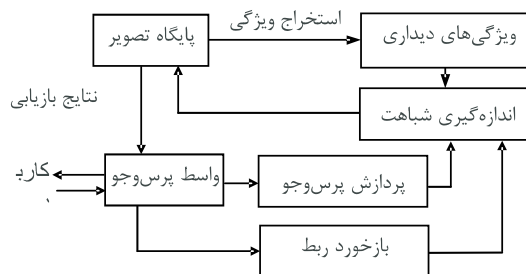 استخراج ویژگی
پایگاه تصویر
ویژگی‌های دیداری
نتایج بازیابی
اندازه‌گیری شباهت
کارب
واسط پرس‌وجو
پردازش پرس‌وجو
بازخورد ربط